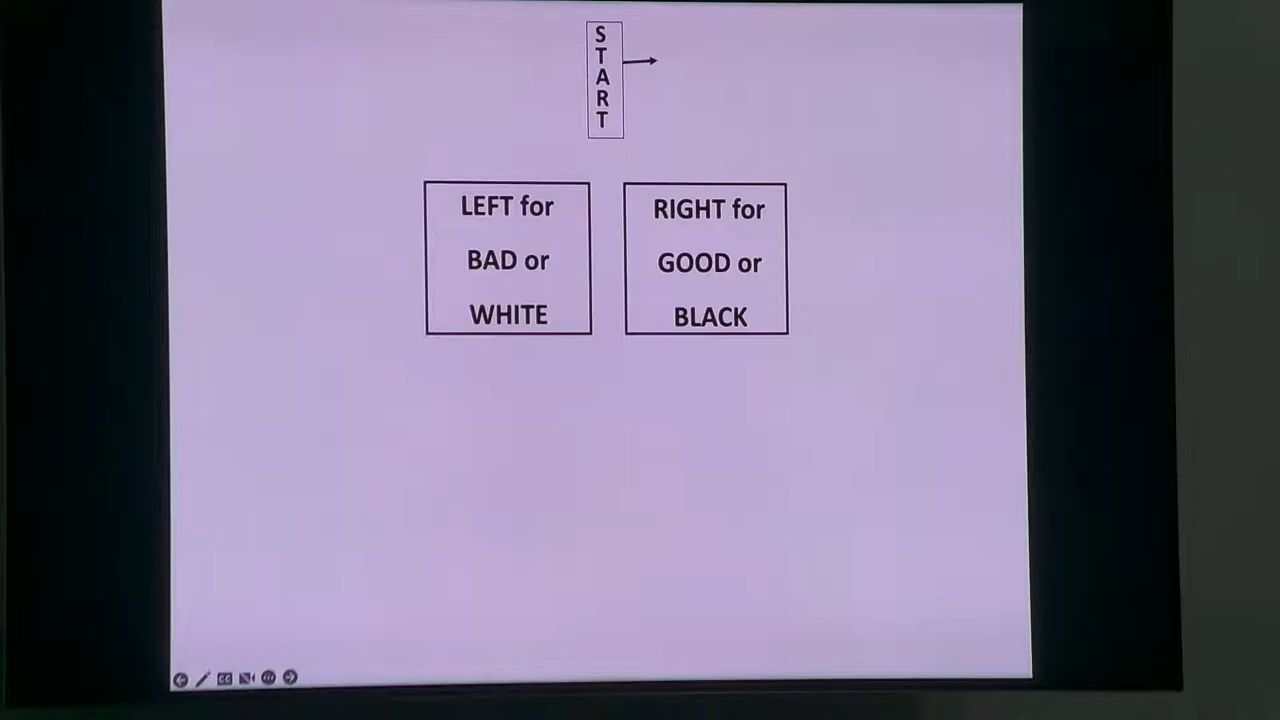 START
LEFT for
BAD or
WHITE
RIGHT for
GOOD or
BLACK